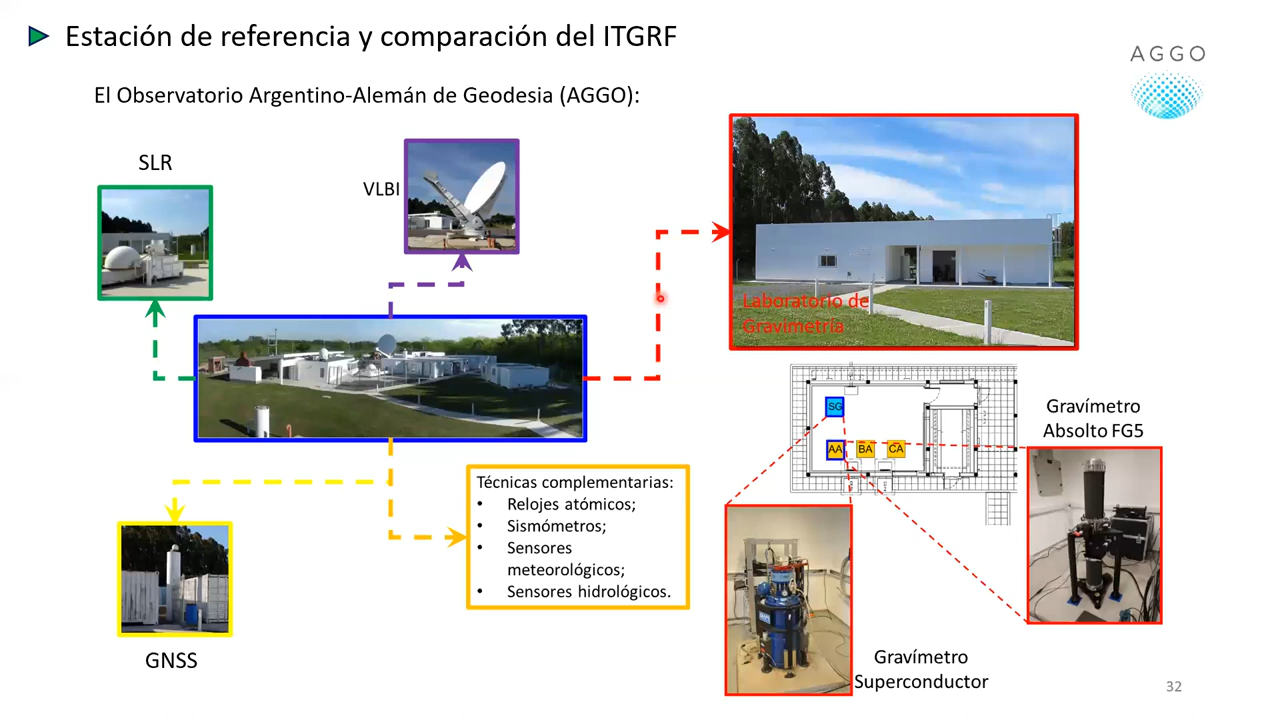 Estación de referencia y comparación del ITGRF
AGGO
El Observatorio Argentino-Alemán de Geodesia (AGGO):
SLR
VLBI
Laboratorio de
Gravimetría
SG
AA
BA
CA
Gravímetro
Absolto FG5
Técnicas complementarias:
• Relojes atómicos;
• Sismómetros;
• Sensores
meteorológicos;
• Sensores hidrológicos.
GNSS
Gravímetro
Superconductor
32